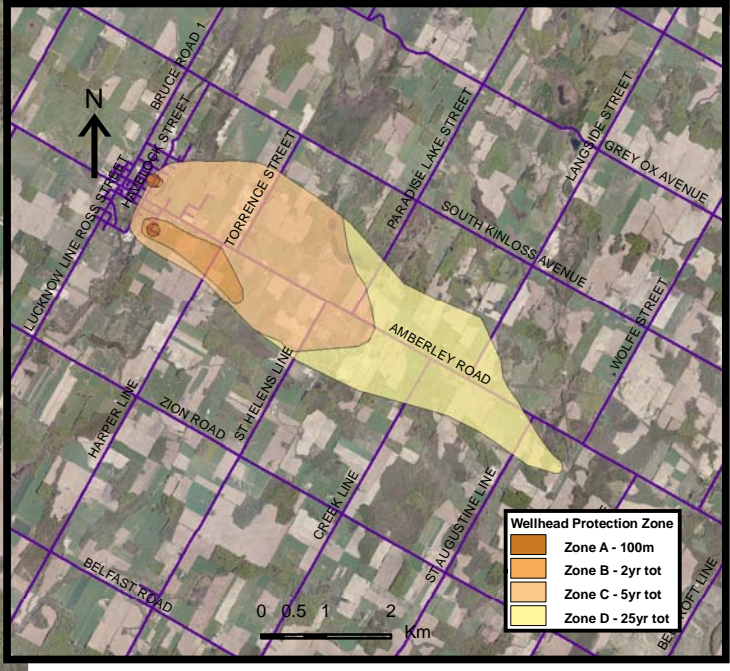 BRUCE ROAD 1
N
HAVELOCK STREET
LUCKNOW LINE ROSS STREET
TORRENCE STREET
PARADISE LAKE STREET
LANGSIDE STREET
GREY OX AVENUE
SOUTH KINLOSS AVENUE
WOLFE STREET
AMBERLEY ROAD
HARPER LINE
ZION ROAD
ST HELENS LINE
CREEK LINE
ST AUGUSTINE LINE
BELFAST ROAD
Wellhead Protection Zone
Zone A - 100m
Zone B - 2yr tot
Zone C - 5yr tot
Zone D - 25yr tot
0 0.5 1 2
Km
LINE